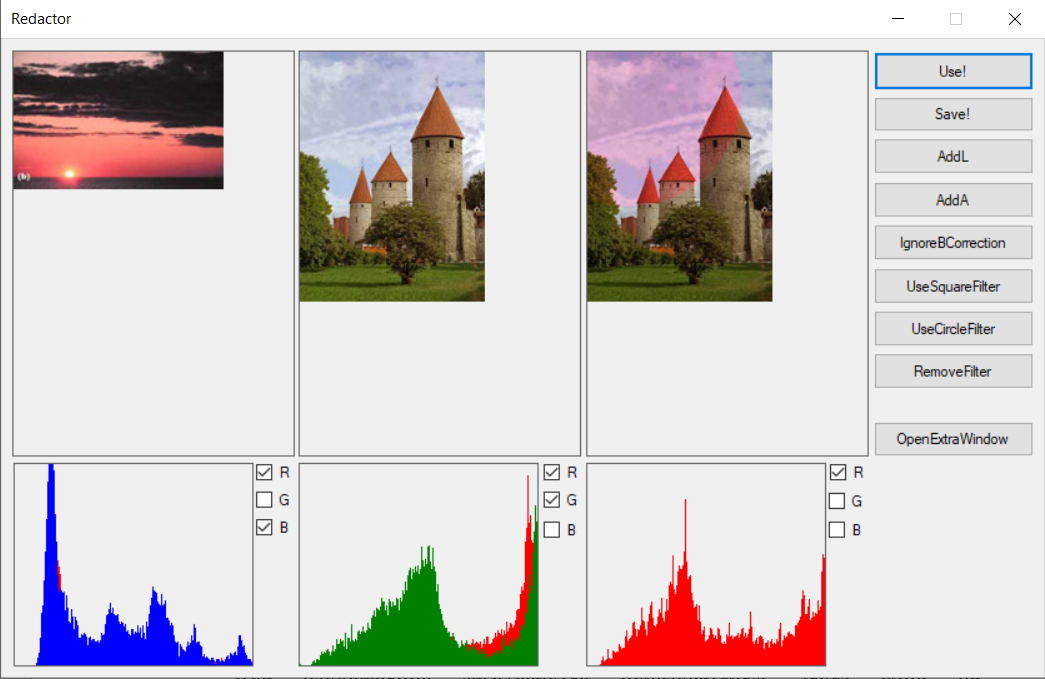 Redactor
(b)
Use!
Save!
AddL
AddA
IgnoreBCorrection
UseSquareFilter
UseCircleFilter
RemoveFilter
OpenExtraWindow
R
G
B
R
G
B
R
G
B